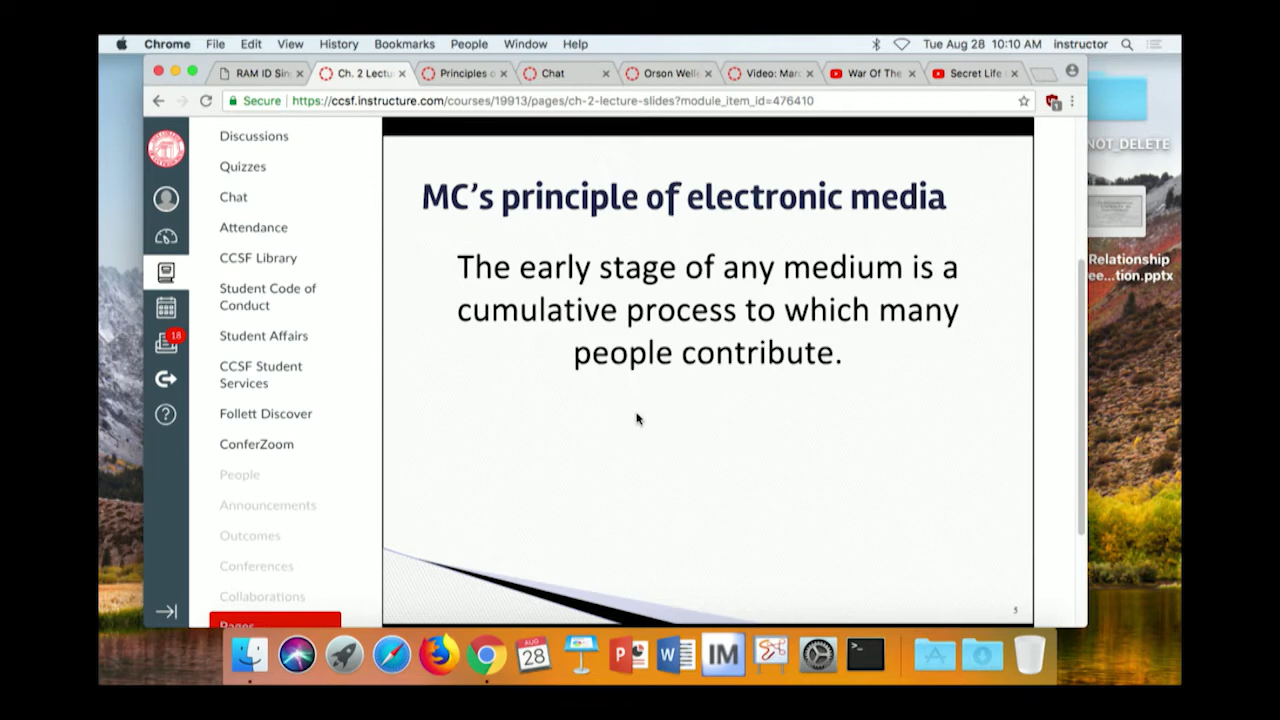 Chrome File Edit View History Bookmarks People Window Help Tue Aug 28 10:10 AM instructor
RAM ID Sin Ch. 2 Lectu Principles o Chat Orson Well Video: Marc War Of The Secret Life
Secure https://ccsf.instructure.com/courses/19913/pages/ch-2-lecture-slides?module_item_id=476410
1
NOT_DELETE
Relationship
ee...tion.pptx
18
Discussions
Quizzes
Chat
Attendance
CCSF Library
Student Code of
Conduct
Student Affairs
CCSF Student
Services
Follett Discover
ConferZoom
People
Announcements
Outcomes
Conferences
Collaborations
Pages
MC's principle of electronic media
The early stage of any medium is a
cumulative process to which many
people contribute.
5
AUG
28
P
W
IM
>_